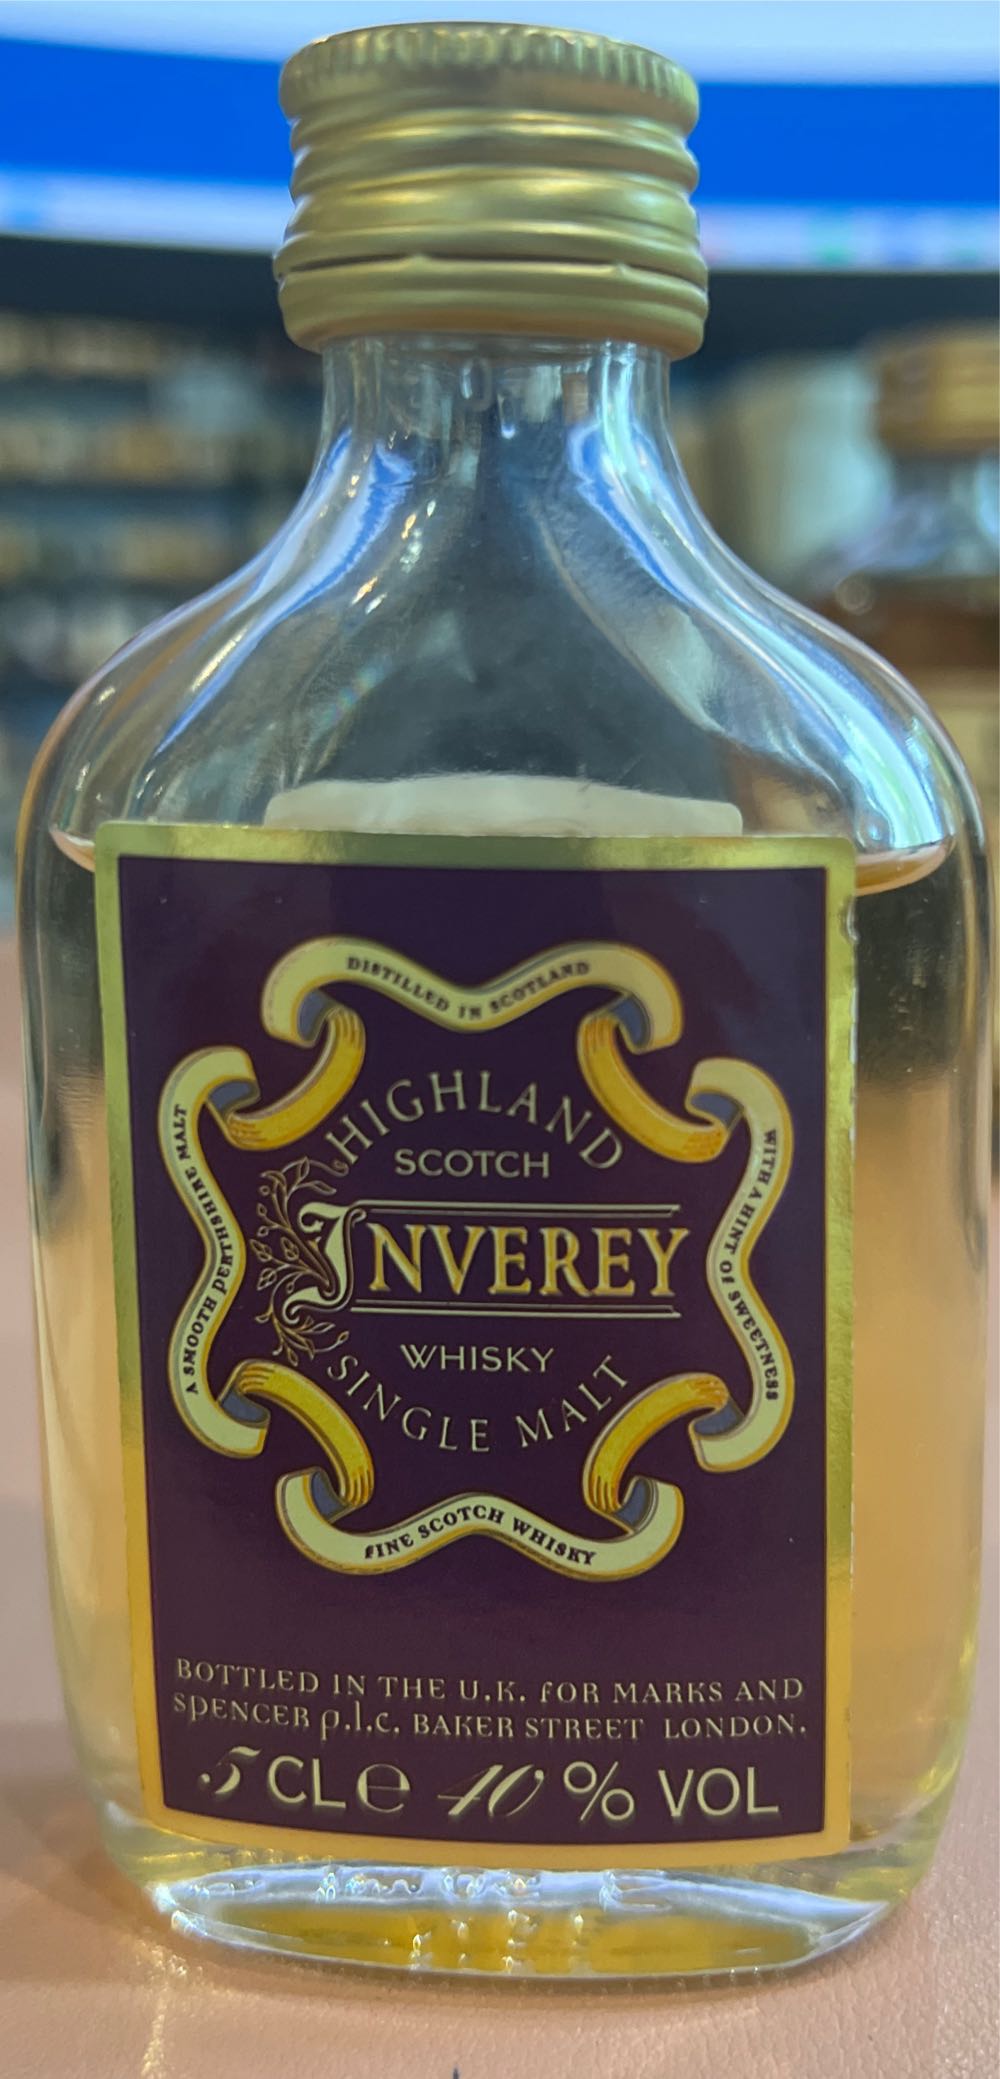 DISTILLED IN SCOTLAND
HIGHLAND
SCOTCH
A SMOOTH PERTHSHIRE MALT
INVEREY
WITH A HINT OF SWEETNESS
WHISKY
SINGLE MALT
FINE SCOTCH WHISKY
BOTTLED IN THE U.K. FOR MARKS AND
SPENCER p.l.c. BAKER STREET LONDON.
5 CL e 40 % VOL